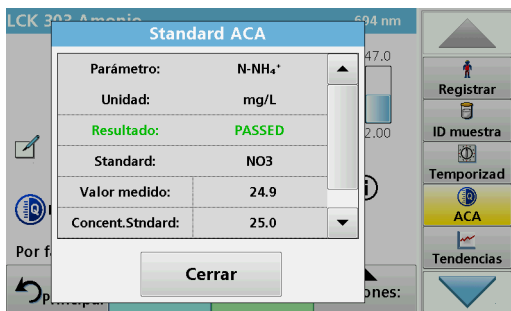 LCK 303 Amonio
694 nm
Standard ACA
Parámetro: N-NH₄⁺
Unidad: mg/L
Resultado: PASSED
Standard: NO3
Valor medido: 24.9
Concent.Stndard: 25.0
Cerrar
47.0
2.00
Por f
ones:
Registrar
ID muestra
Temporizad
ACA
Tendencias